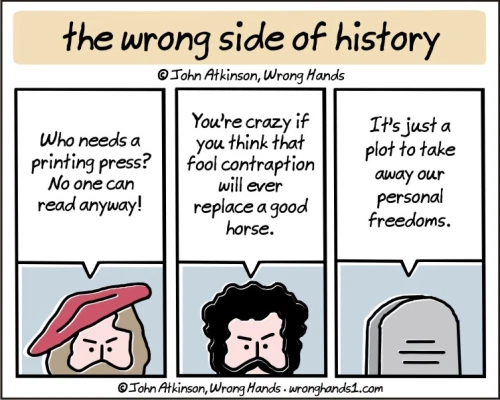 the wrong side of history
© John Atkinson, Wrong Hands
Who needs a
printing press?
No one can
read anyway!
You're crazy if
you think that
fool contraption
will ever
replace a good
horse.
It's just a
plot to take
away our
personal
freedoms.
© John Atkinson, Wrong Hands · wronghands1.com